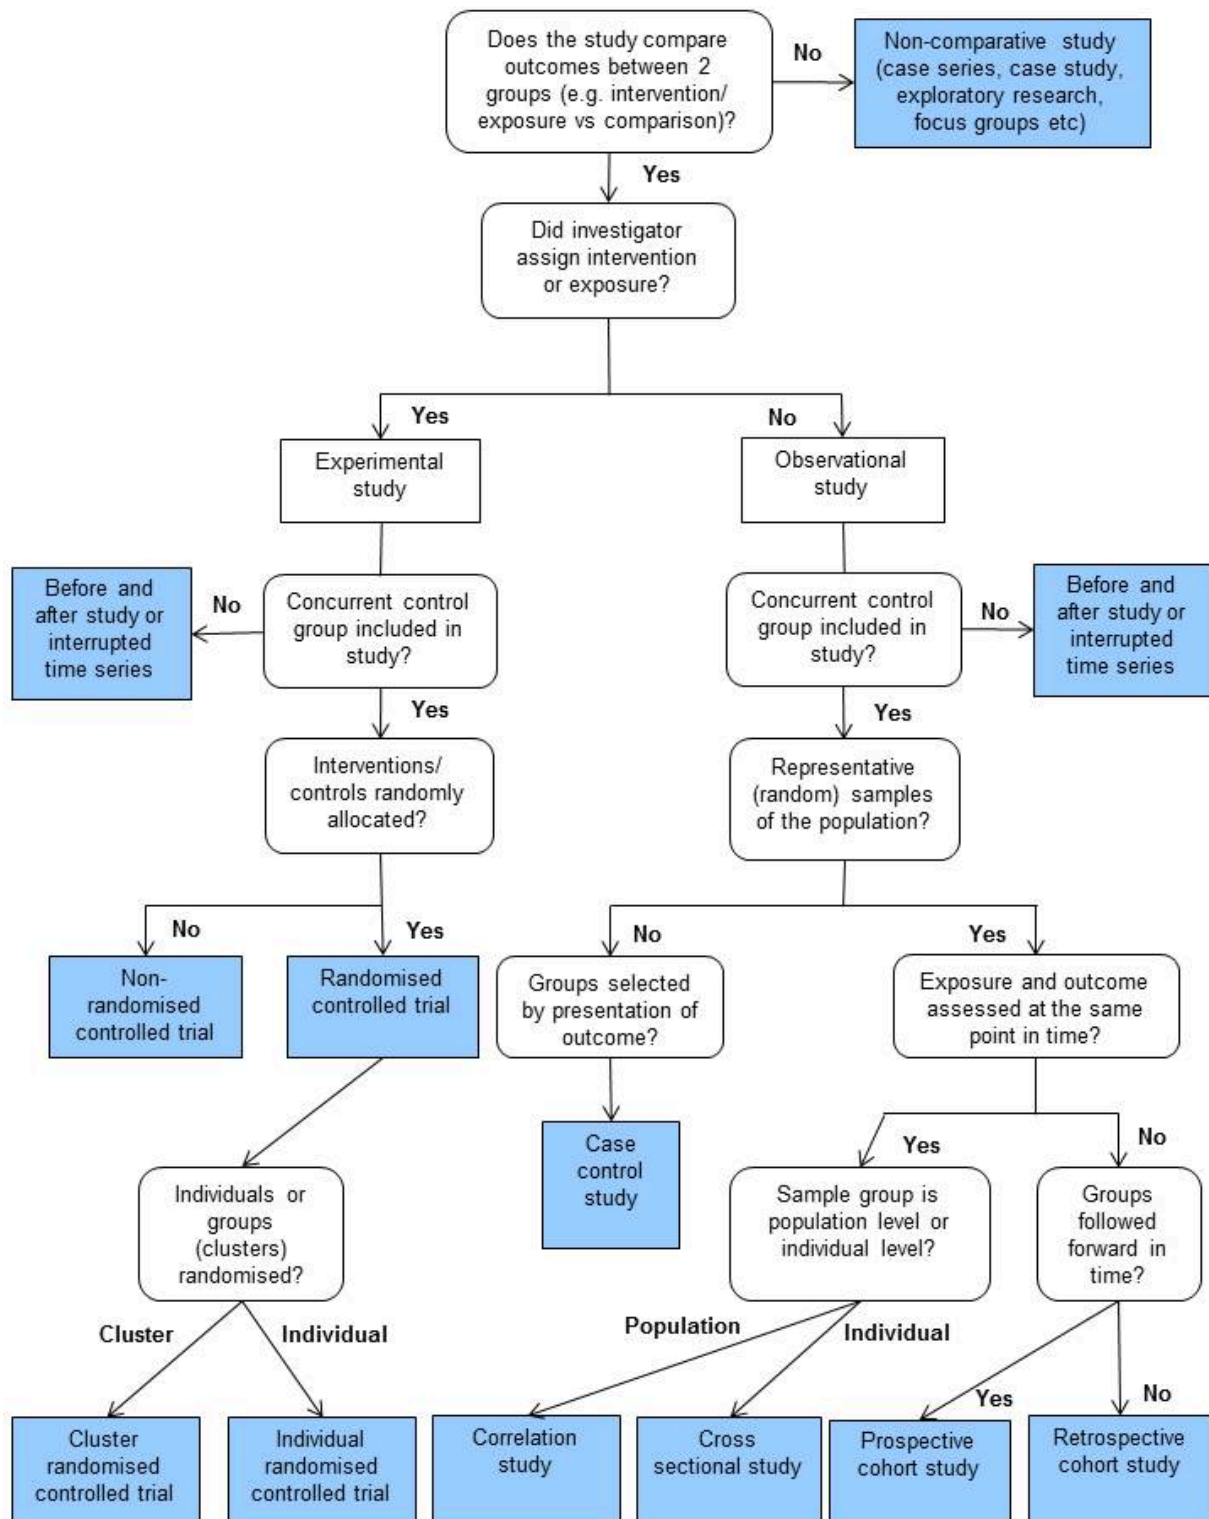 Does the study compare
outcomes between 2
groups (e.g. intervention/
exposure vs comparison)?
No
Non-comparative study
(case series, case study,
exploratory research,
focus groups etc)
Yes
Did investigator
assign intervention
or exposure?
Yes
No
Experimental
study
Observational
study
Before and
after study or
interrupted
time series
No
Concurrent control
group included in
study?
Concurrent control
group included in
study?
No
Before and
after study or
interrupted
time series
Yes
Yes
Interventions/
controls randomly
allocated?
Representative
(random) samples
of the population?
No
Yes
No
Yes
Non-
randomised
controlled trial
Randomised
controlled trial
Groups selected
by presentation of
outcome?
Exposure and outcome
assessed at the same
point in time?
Yes
No
Individuals or
groups
(clusters)
randomised?
Case
control
study
Sample group is
population level or
individual level?
Groups
followed
forward in
time?
Cluster
Individual
Population
Individual
Yes
No
Cluster
randomised
controlled trial
Individual
randomised
controlled trial
Correlation
study
Cross
sectional study
Prospective
cohort study
Retrospective
cohort study